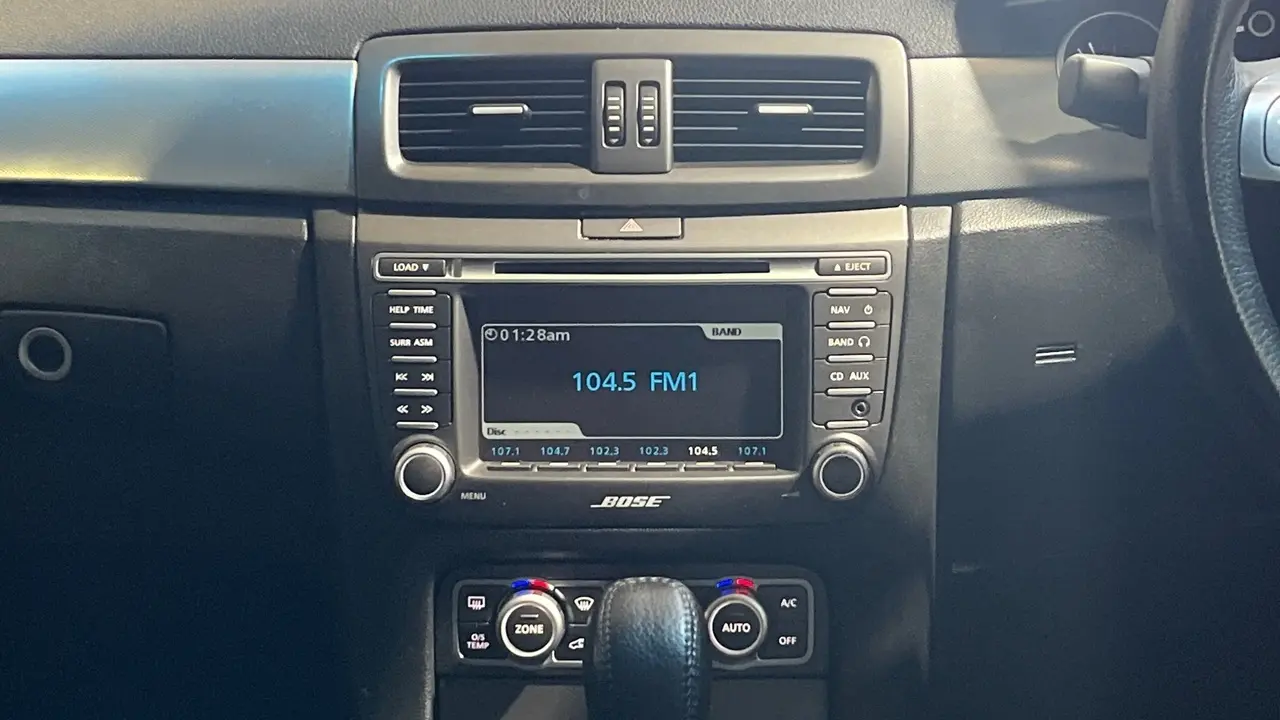 LOAD ▼
▲ EJECT
HELP TIME
NAV
01:28am
BAND
SURR ASM
BAND
CD AUX
104.5 FM1
Disc ------
107.1 104.7 102.3 102.3 104.5 107.1
MENU
BOSE
A/C
ZONE
AUTO
O/S
TEMP
OFF